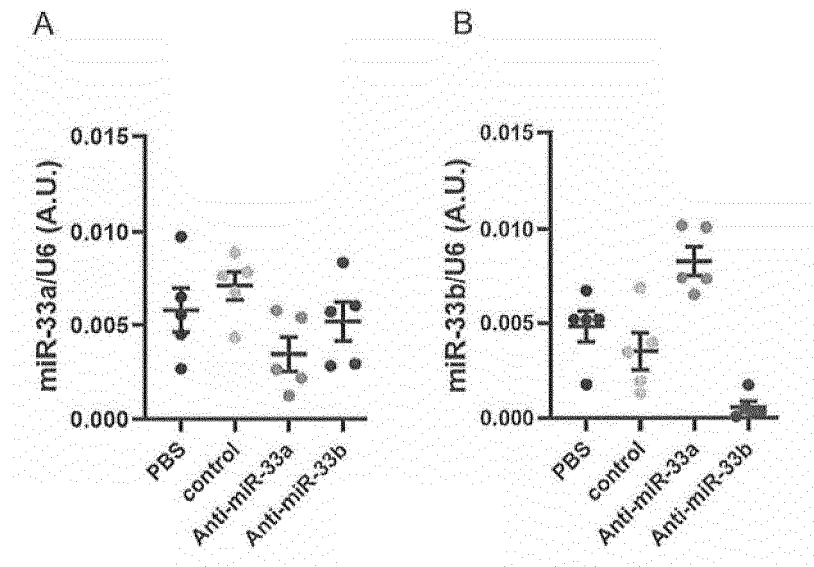 A
miR-33a/U6 (A.U.)
0.015
0.010
0.005
0.000
PBS
control
Anti-miR-33a
Anti-miR-33b
B
miR-33b/U6 (A.U.)
0.015
0.010
0.005
0.000
PBS
control
Anti-miR-33a
Anti-miR-33b